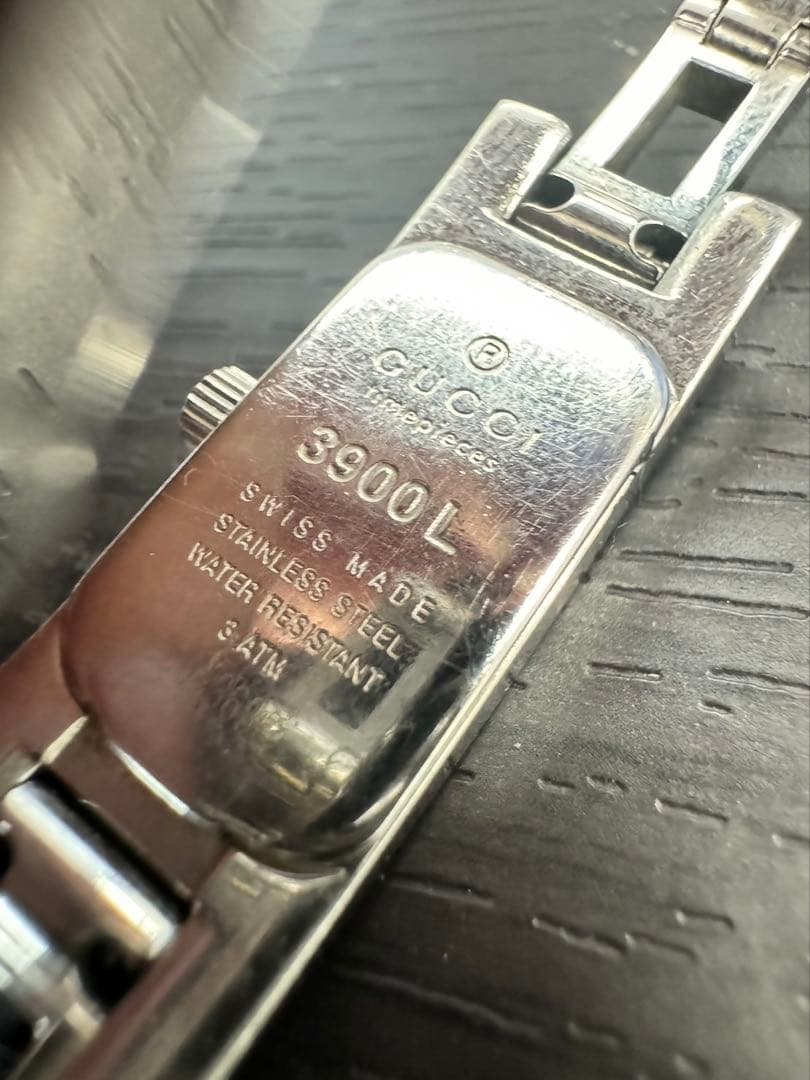 ®
GUCCI
timepieces
3900L
SWISS MADE
STAINLESS STEEL
WATER RESISTANT
3 ATM